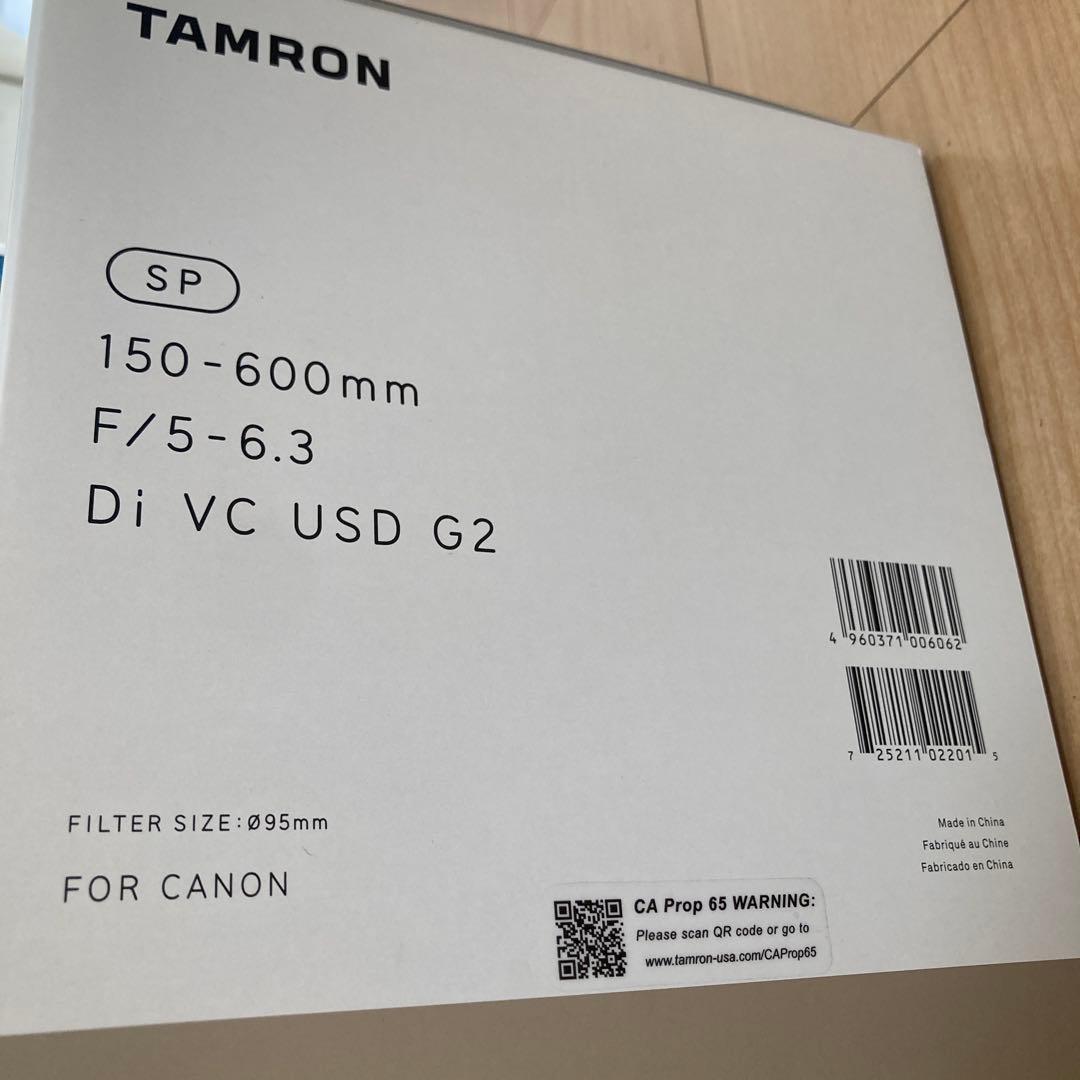 TAMRON
SP
150-600mm
F/5-6.3
Di VC USD G2
4 960371 006062
7 25211 02201 5
FILTER SIZE:Ø95mm
FOR CANON
Made in China
Fabriqué au Chine
Fabricado en China
CA Prop 65 WARNING:
Please scan QR code or go to
www.tamron-usa.com/CAProp65